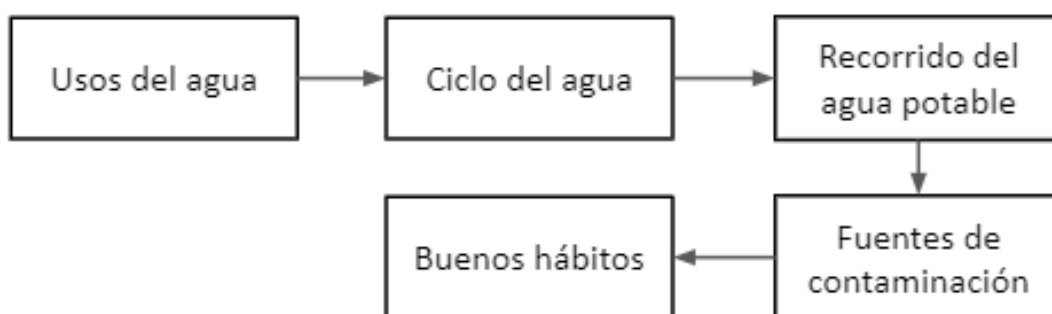 Usos del agua
Ciclo del agua
Recorrido del
agua potable
Fuentes de
contaminación
Buenos hábitos